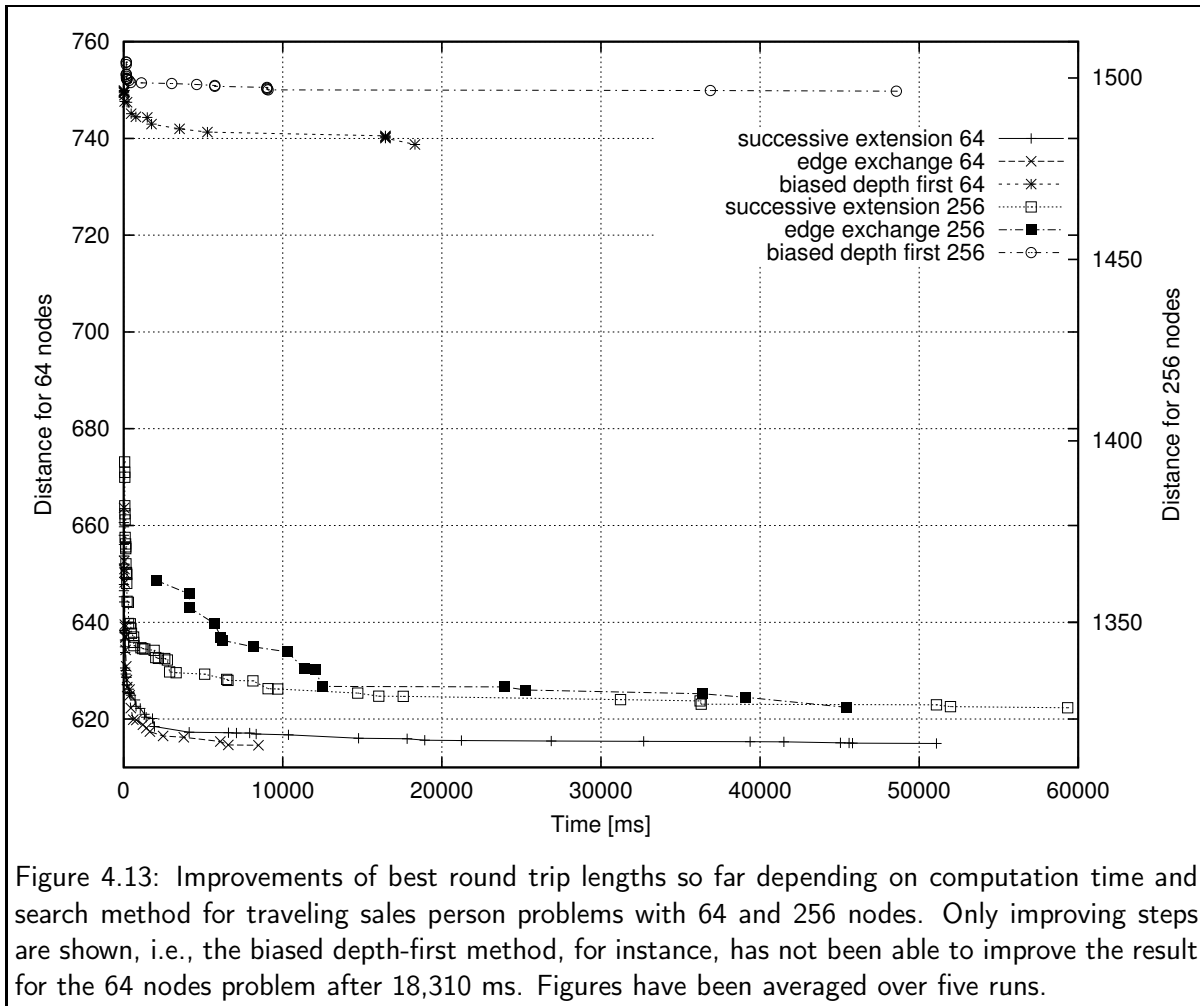 760
740
720
700
680
660
640
620
Distance for 64 nodes
1500
1450
1400
1350
Distance for 256 nodes
successive extension 64
edge exchange 64
biased depth first 64
successive extension 256
edge exchange 256
biased depth first 256
0 10000 20000 30000 40000 50000 60000
Time [ms]
Figure 4.13: Improvements of best round trip lengths so far depending on computation time and
search method for traveling sales person problems with 64 and 256 nodes. Only improving steps
are shown, i.e., the biased depth-first method, for instance, has not been able to improve the result
for the 64 nodes problem after 18,310 ms. Figures have been averaged over five runs.